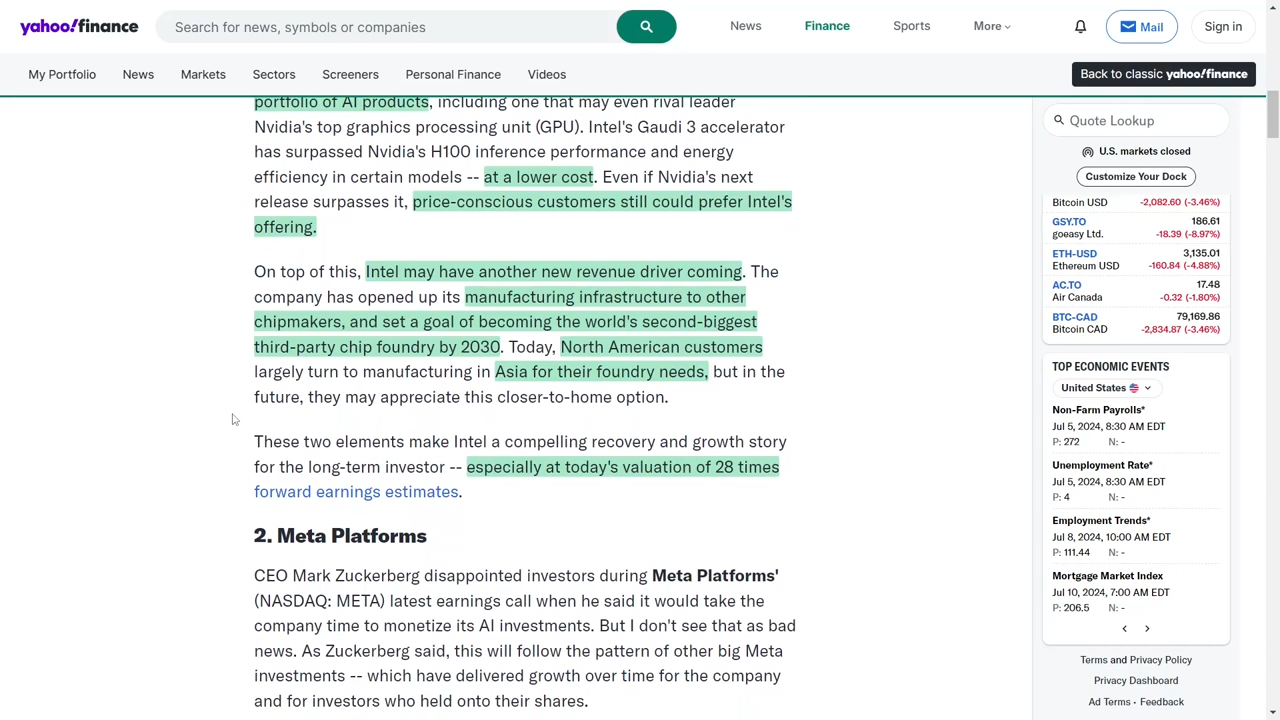 yahoo!finance
Search for news, symbols or companies
News
Finance
Sports
More
Mail
Sign in
My Portfolio
News
Markets
Sectors
Screeners
Personal Finance
Videos
Back to classic yahoo!finance
portfolio of AI products, including one that may even rival leader
Nvidia's top graphics processing unit (GPU). Intel's Gaudi 3 accelerator
has surpassed Nvidia's H100 inference performance and energy
efficiency in certain models -- at a lower cost. Even if Nvidia's next
release surpasses it, price-conscious customers still could prefer Intel's
offering.
On top of this, Intel may have another new revenue driver coming. The
company has opened up its manufacturing infrastructure to other
chipmakers, and set a goal of becoming the world's second-biggest
third-party chip foundry by 2030. Today, North American customers
largely turn to manufacturing in Asia for their foundry needs, but in the
future, they may appreciate this closer-to-home option.
These two elements make Intel a compelling recovery and growth story
for the long-term investor -- especially at today's valuation of 28 times
forward earnings estimates.
2. Meta Platforms
CEO Mark Zuckerberg disappointed investors during Meta Platforms'
(NASDAQ: META) latest earnings call when he said it would take the
company time to monetize its AI investments. But I don't see that as bad
news. As Zuckerberg said, this will follow the pattern of other big Meta
investments -- which have delivered growth over time for the company
and for investors who held onto their shares.
Quote Lookup
U.S. markets closed
Customize Your Dock
Bitcoin USD -2,082.60 (-3.46%)
GSY.TO 186.61
goeasy Ltd. -18.39 (-8.97%)
ETH-USD 3,135.01
Ethereum USD -160.84 (-4.88%)
AC.TO 17.48
Air Canada -0.32 (-1.80%)
BTC-CAD 79,169.86
Bitcoin CAD -2,834.87 (-3.46%)
TOP ECONOMIC EVENTS
United States
Non-Farm Payrolls*
Jul 5, 2024, 8:30 AM EDT
P: 272 N: -
Unemployment Rate*
Jul 5, 2024, 8:30 AM EDT
P: 4 N: -
Employment Trends*
Jul 8, 2024, 10:00 AM EDT
P: 111.44 N: -
Mortgage Market Index
Jul 10, 2024, 7:00 AM EDT
P: 206.5 N: -
Terms and Privacy Policy
Privacy Dashboard
Ad Terms • Feedback